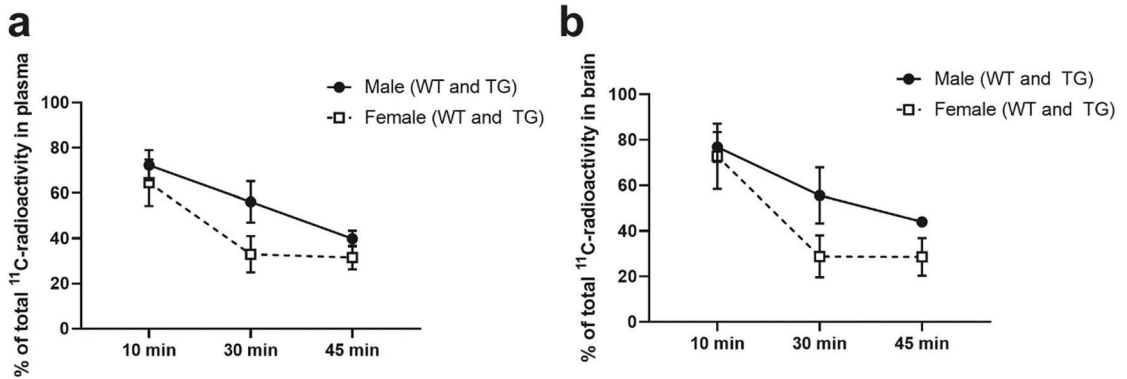 a
% of total ¹¹C-radioactivity in plasma
Male (WT and TG)
Female (WT and TG)
100
80
60
40
20
0
10 min
30 min
45 min
b
% of total ¹¹C-radioactivity in brain
Male (WT and TG)
Female (WT and TG)
100
80
60
40
20
0
10 min
30 min
45 min